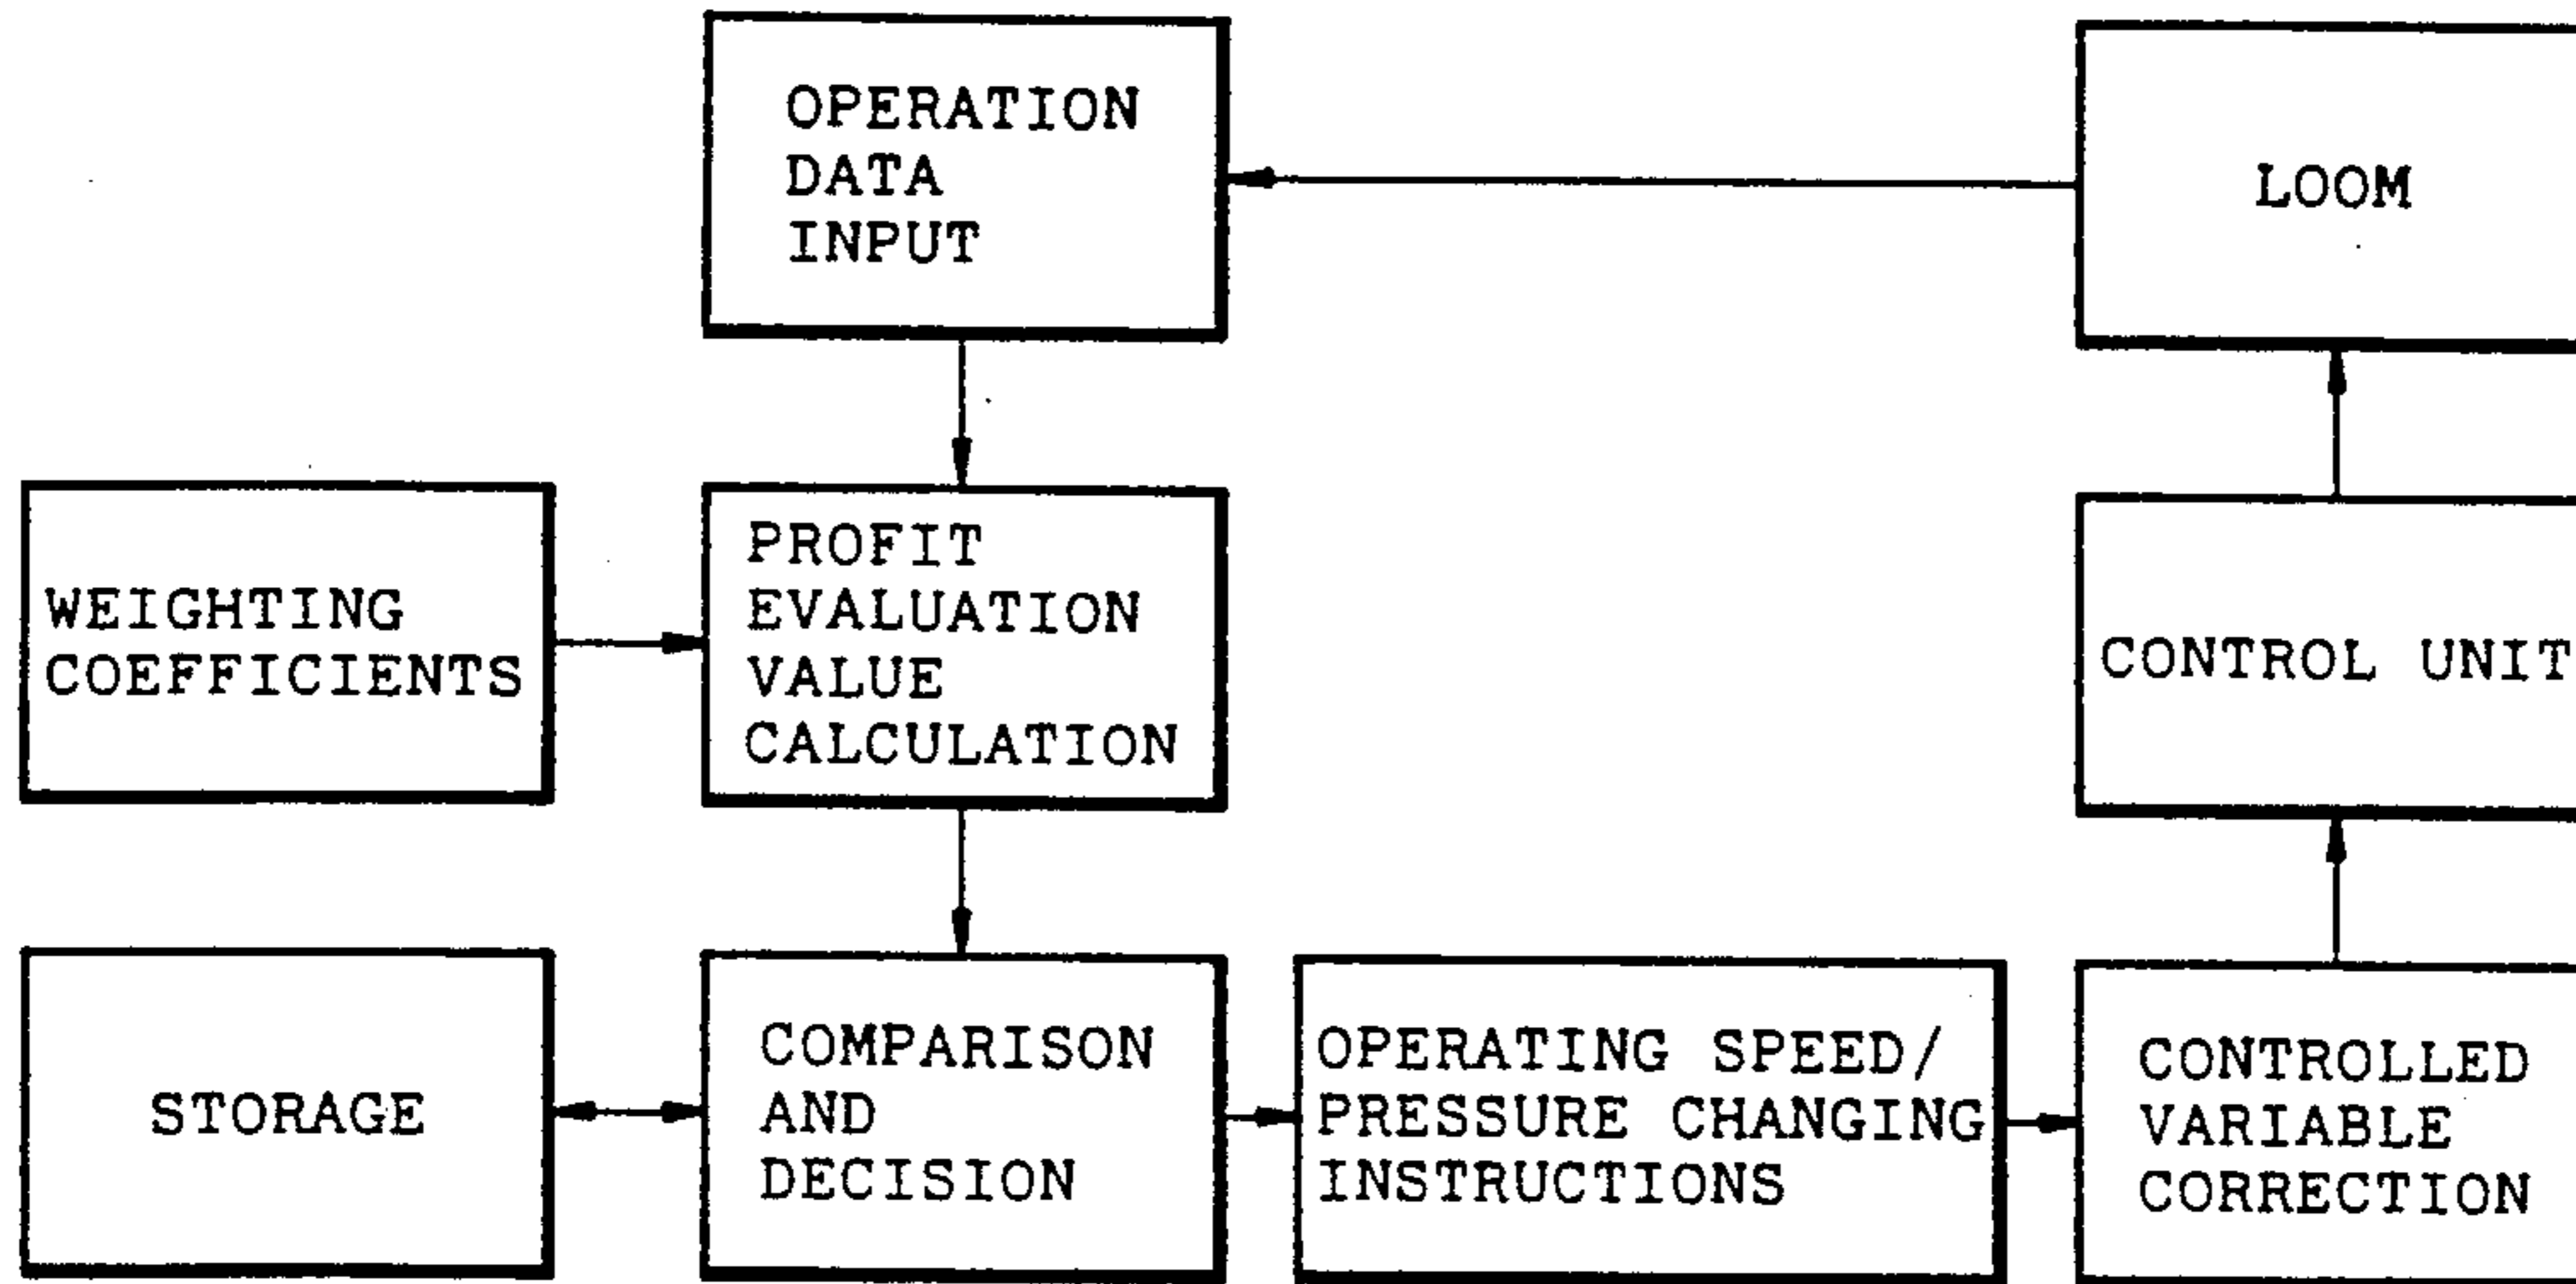 OPERATION
DATA
INPUT
LOOM
WEIGHTING
COEFFICIENTS
PROFIT
EVALUATION
VALUE
CALCULATION
CONTROL UNIT
STORAGE
COMPARISON
AND
DECISION
OPERATING SPEED/
PRESSURE CHANGING
INSTRUCTIONS
CONTROLLED
VARIABLE
CORRECTION